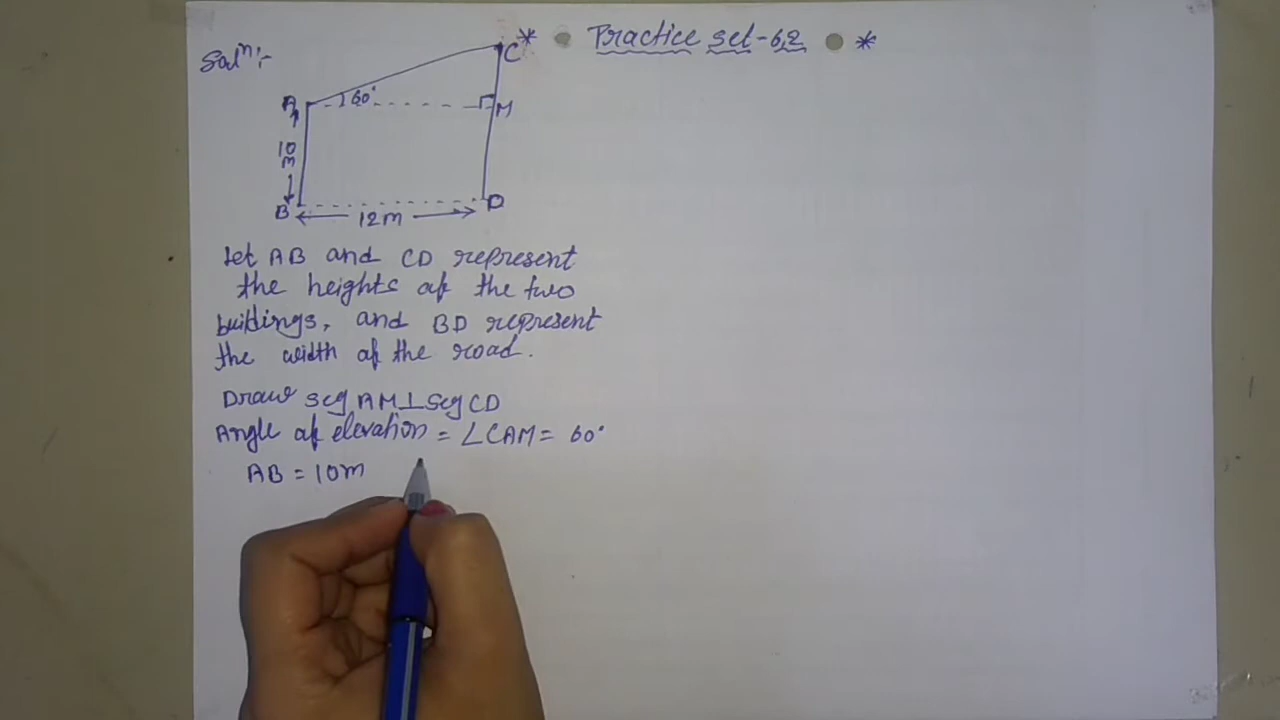 * Practice set-6.2 *
Solⁿ:-
C
A 60° M
10 m
B D
12m
Let AB and CD represent
the heights of the two
buildings, and BD represent
the width of the road.
Draw seg AM⊥Seg CD
Angle of elevation = ∠CAM = 60°
AB = 10m